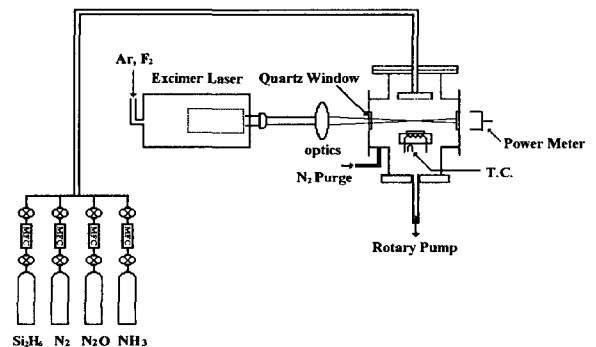 Ar, F₂
Excimer Laser
Quartz Window
optics
Power Meter
N₂ Purge
T.C.
Rotary Pump
MFC MFC MFC MFC
Si₂H₆ N₂ N₂O NH₃